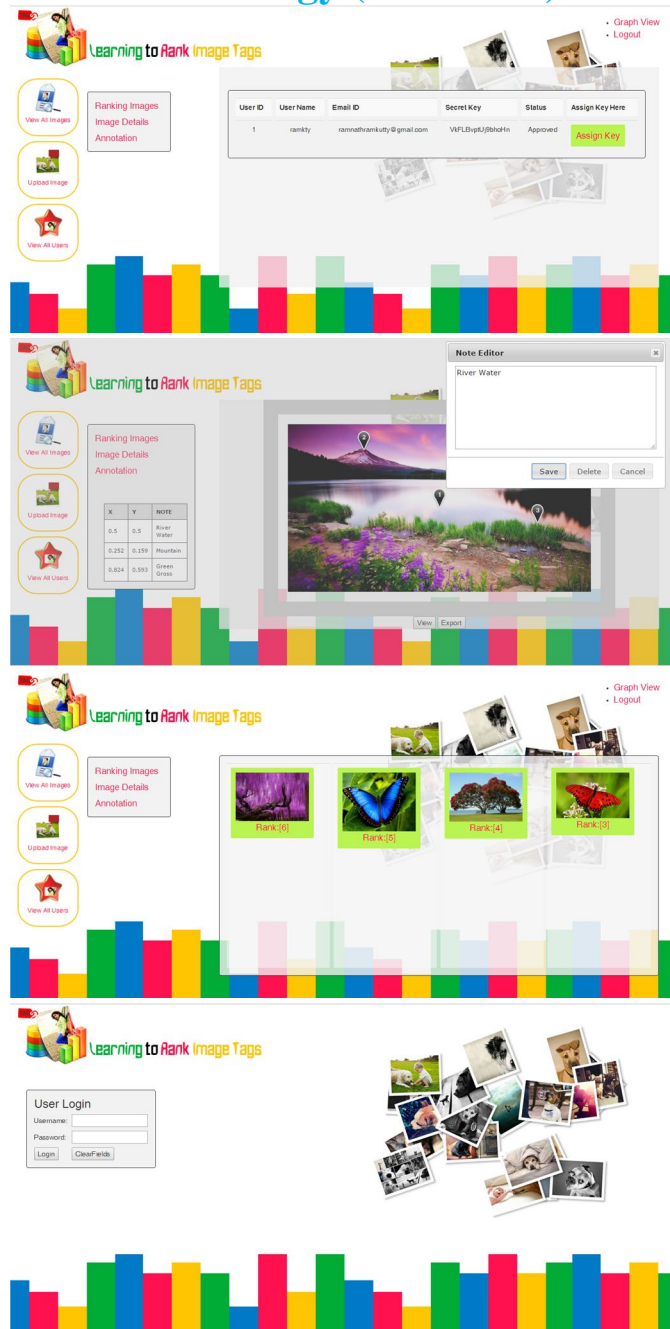 Graph View
Logout
Learning to Rank Image Tags
View All Images
Ranking Images
Image Details
Annotation
User ID User Name Email ID Secret Key Status Assign Key Here
1 ramkty ramnathramkutty@gmail.com Approved Assign Key
Upload Image
View All Users
Learning to Rank Image Tags
Note Editor
River Water
Save Delete Cancel
View All Images
Ranking Images
Image Details
Annotation
2
1
3
Upload Image
X Y NOTE
0.5 0.5 River
Water
0.252 0.159 Mountain
0.824 0.593 Green
Grass
View All Users
View Export
Graph View
Logout
Learning to Rank Image Tags
View All Images
Ranking Images
Image Details
Annotation
Rank:[6] Rank:[5] Rank:[4] Rank:[3]
Upload Image
View All Users
Learning to Rank Image Tags
User Login
Username:
Password:
Login ClearFields